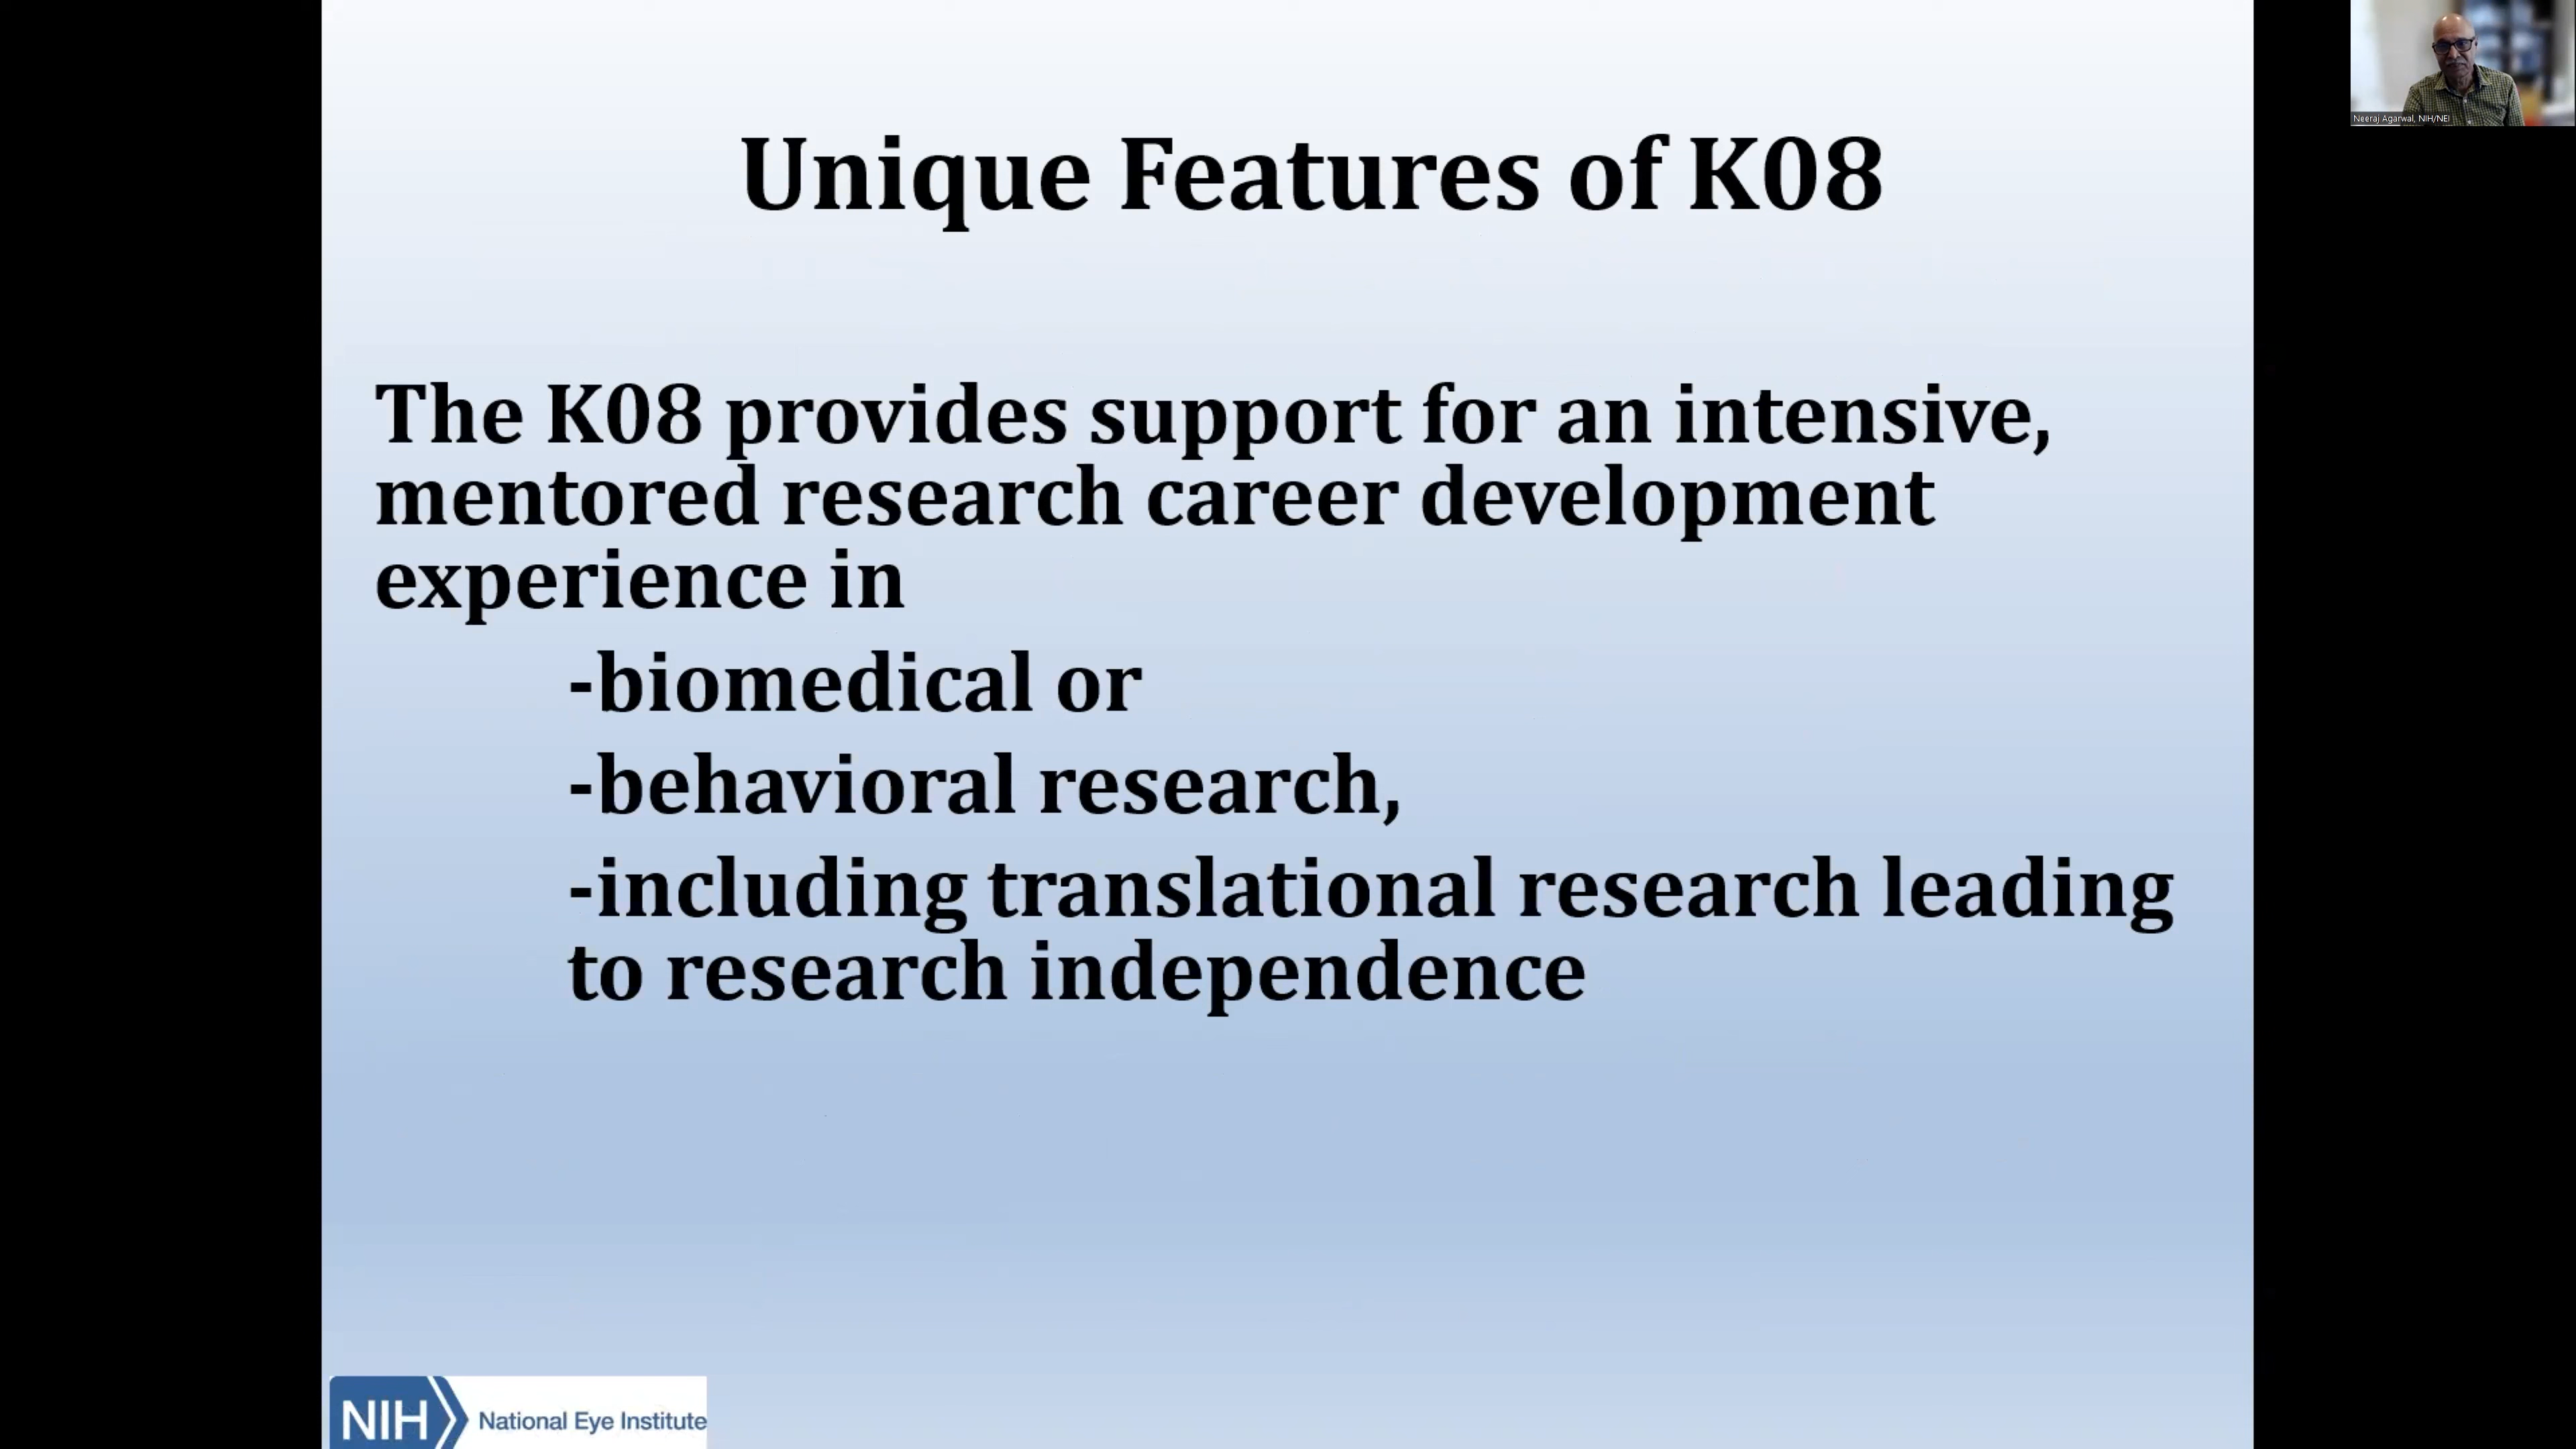 Neeraj Agarwal, NIH/NEI
Unique Features of K08
The K08 provides support for an intensive,
mentored research career development
experience in
-biomedical or
-behavioral research,
-including translational research leading
to research independence
NIH National Eye Institute